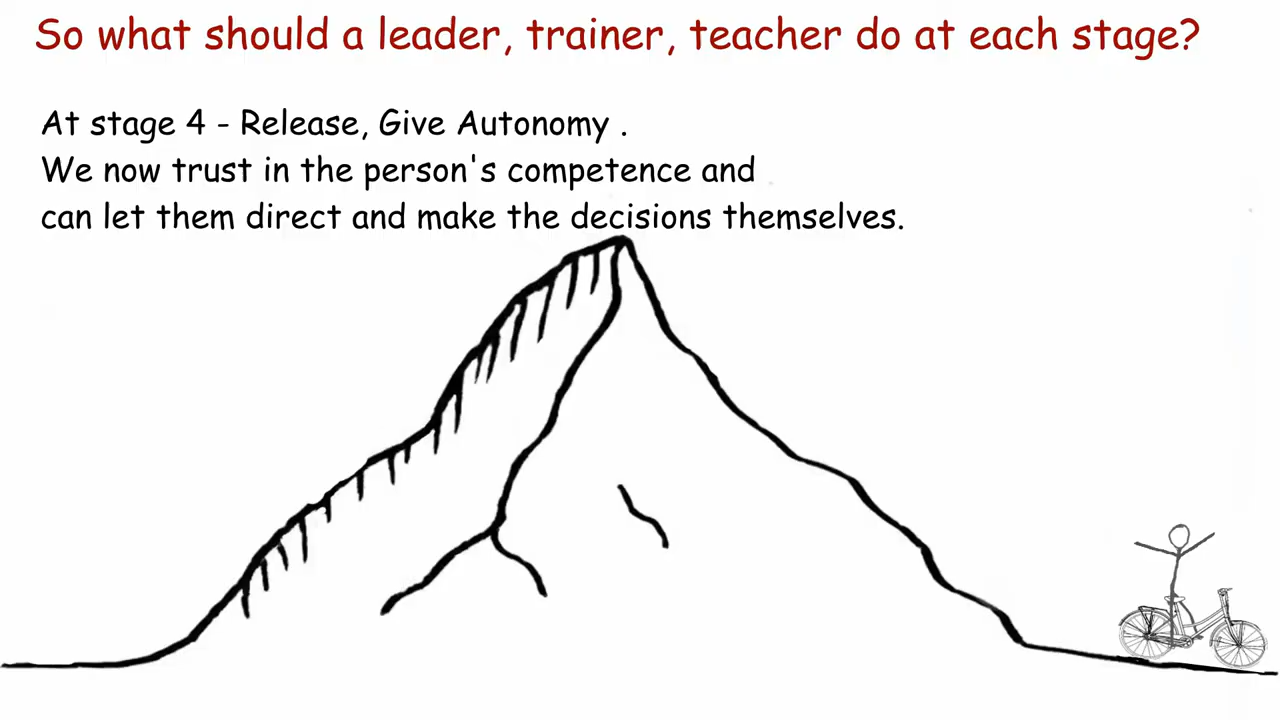 So what should a leader, trainer, teacher do at each stage?
At stage 4 - Release, Give Autonomy .
We now trust in the person's competence and
can let them direct and make the decisions themselves.